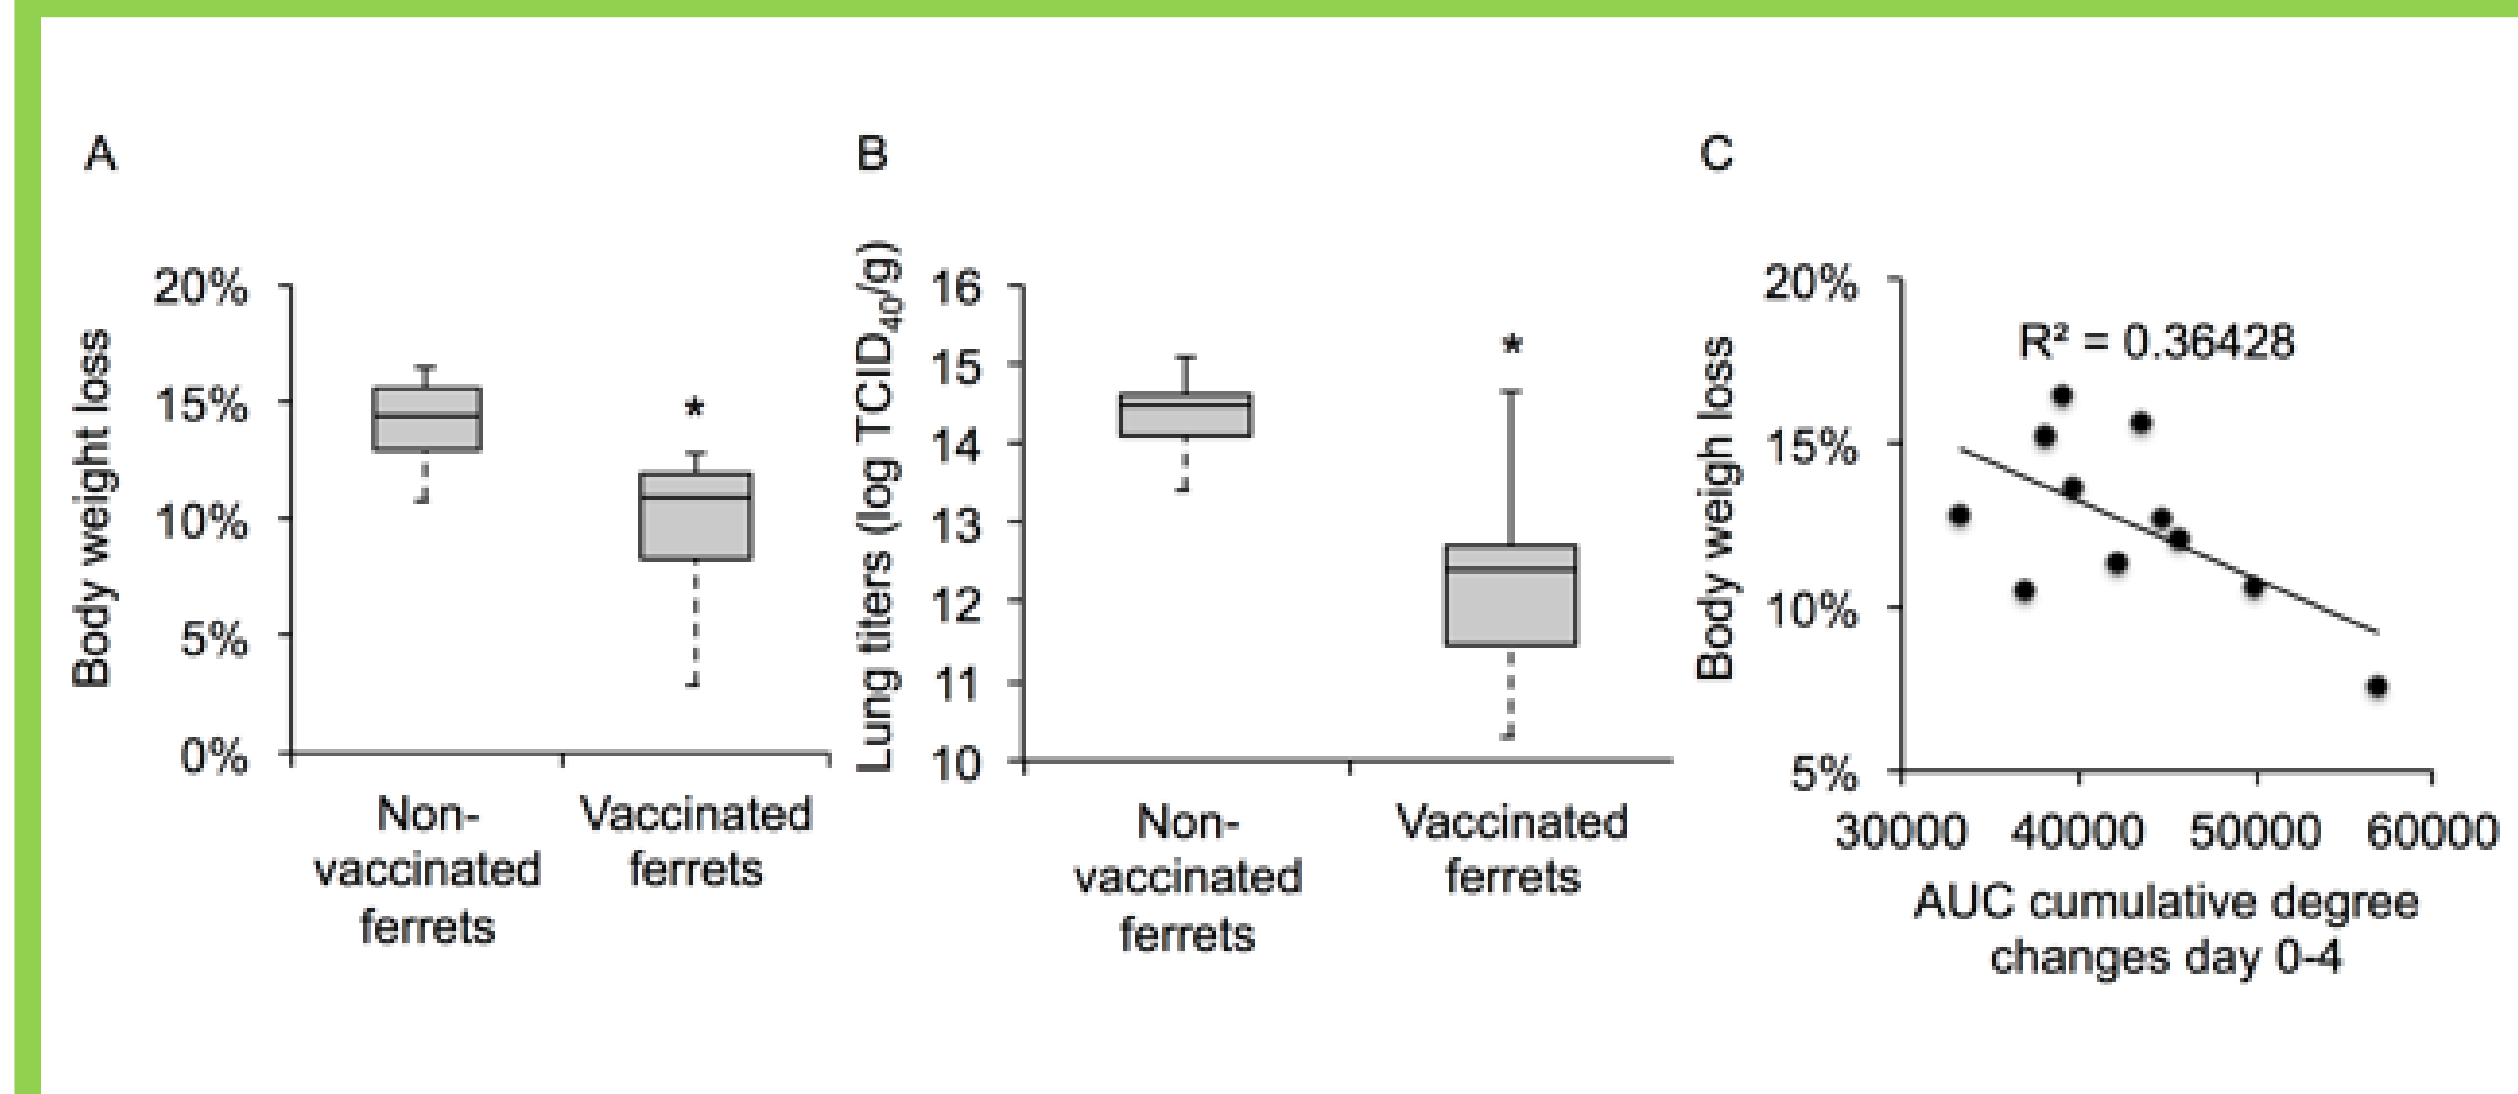 A
Body weight loss
20%
15%
10%
5%
0%
*
Non-
vaccinated
ferrets
Vaccinated
ferrets
B
Lung titers (log TCID₄₀/g)
16
15
14
13
12
11
10
*
Non-
vaccinated
ferrets
Vaccinated
ferrets
C
Body weigh loss
20%
15%
10%
5%
R² = 0.36428
30000 40000 50000 60000
AUC cumulative degree
changes day 0-4